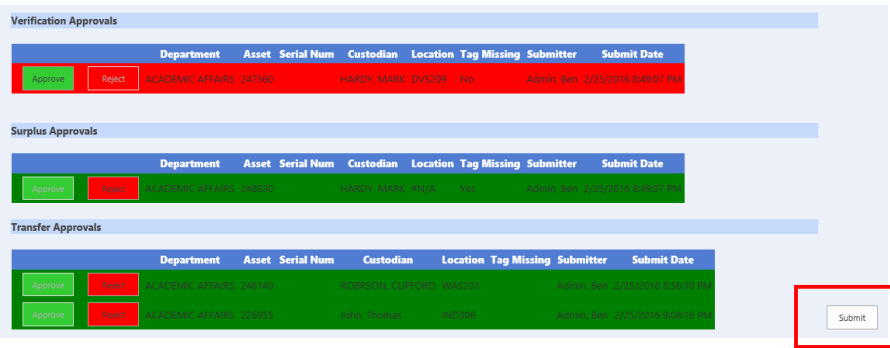 Verification Approvals
Department Asset Serial Num Custodian Location Tag Missing Submitter Submit Date
Approve Reject ACADEMIC AFFAIRS 247560 HARDY, MARK DVS209 No Admin, Ben 2/25/2016 8:49:07 PM
Surplus Approvals
Department Asset Serial Num Custodian Location Tag Missing Submitter Submit Date
Approve Reject ACADEMIC AFFAIRS 248830 HARDY, MARK #N/A Yes Admin, Ben 2/25/2016 8:49:07 PM
Transfer Approvals
Department Asset Serial Num Custodian Location Tag Missing Submitter Submit Date
Approve Reject ACADEMIC AFFAIRS 246140 ROBRSON, CLIFFORD WAS203 Admin, Ben 2/25/2016 8:56:10 PM
Approve Reject ACADEMIC AFFAIRS 226955 John, Thomas IND306 Admin, Ben 2/25/2016 9:08:16 PM
Submit